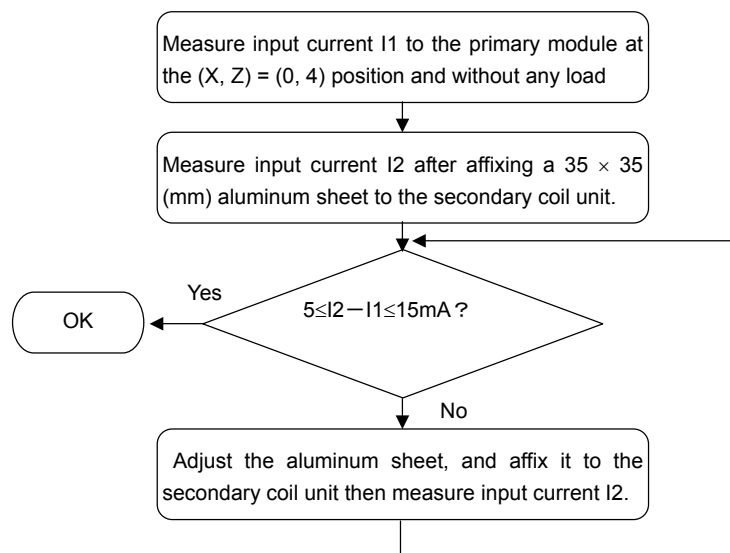 Measure input current I1 to the primary module at
the (X, Z) = (0, 4) position and without any load
Measure input current I2 after affixing a 35 × 35
(mm) aluminum sheet to the secondary coil unit.
Yes
5≤I2－I1≤15mA？
OK
No
Adjust the aluminum sheet, and affix it to the
secondary coil unit then measure input current I2.